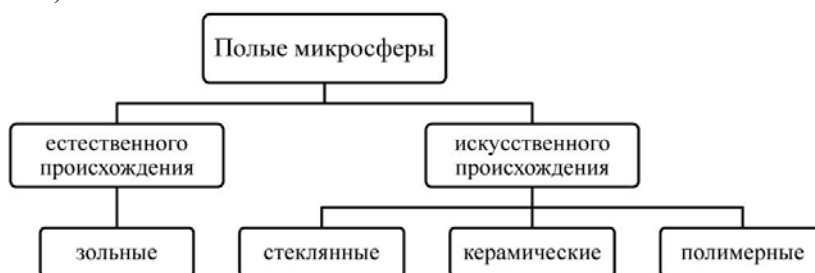 Полые микросферы
естественного
происхождения
искусственного
происхождения
зольные
стеклянные
керамические
полимерные